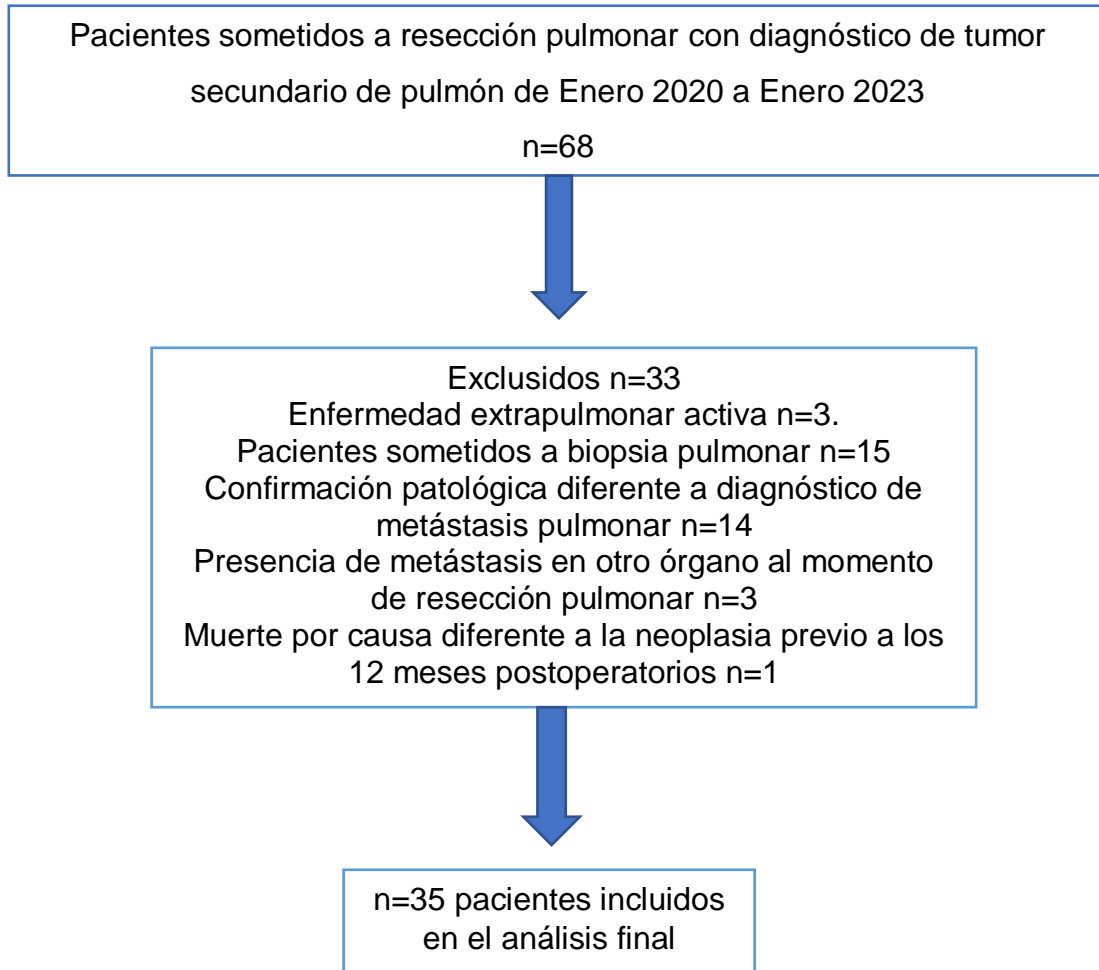 Pacientes sometidos a resección pulmonar con diagnóstico de tumor
secundario de pulmón de Enero 2020 a Enero 2023
n=68
Exclusidos n=33
Enfermedad extrapulmonar activa n=3.
Pacientes sometidos a biopsia pulmonar n=15
Confirmación patológica diferente a diagnóstico de
metástasis pulmonar n=14
Presencia de metástasis en otro órgano al momento
de resección pulmonar n=3
Muerte por causa diferente a la neoplasia previo a los
12 meses postoperatorios n=1
n=35 pacientes incluidos
en el análisis final